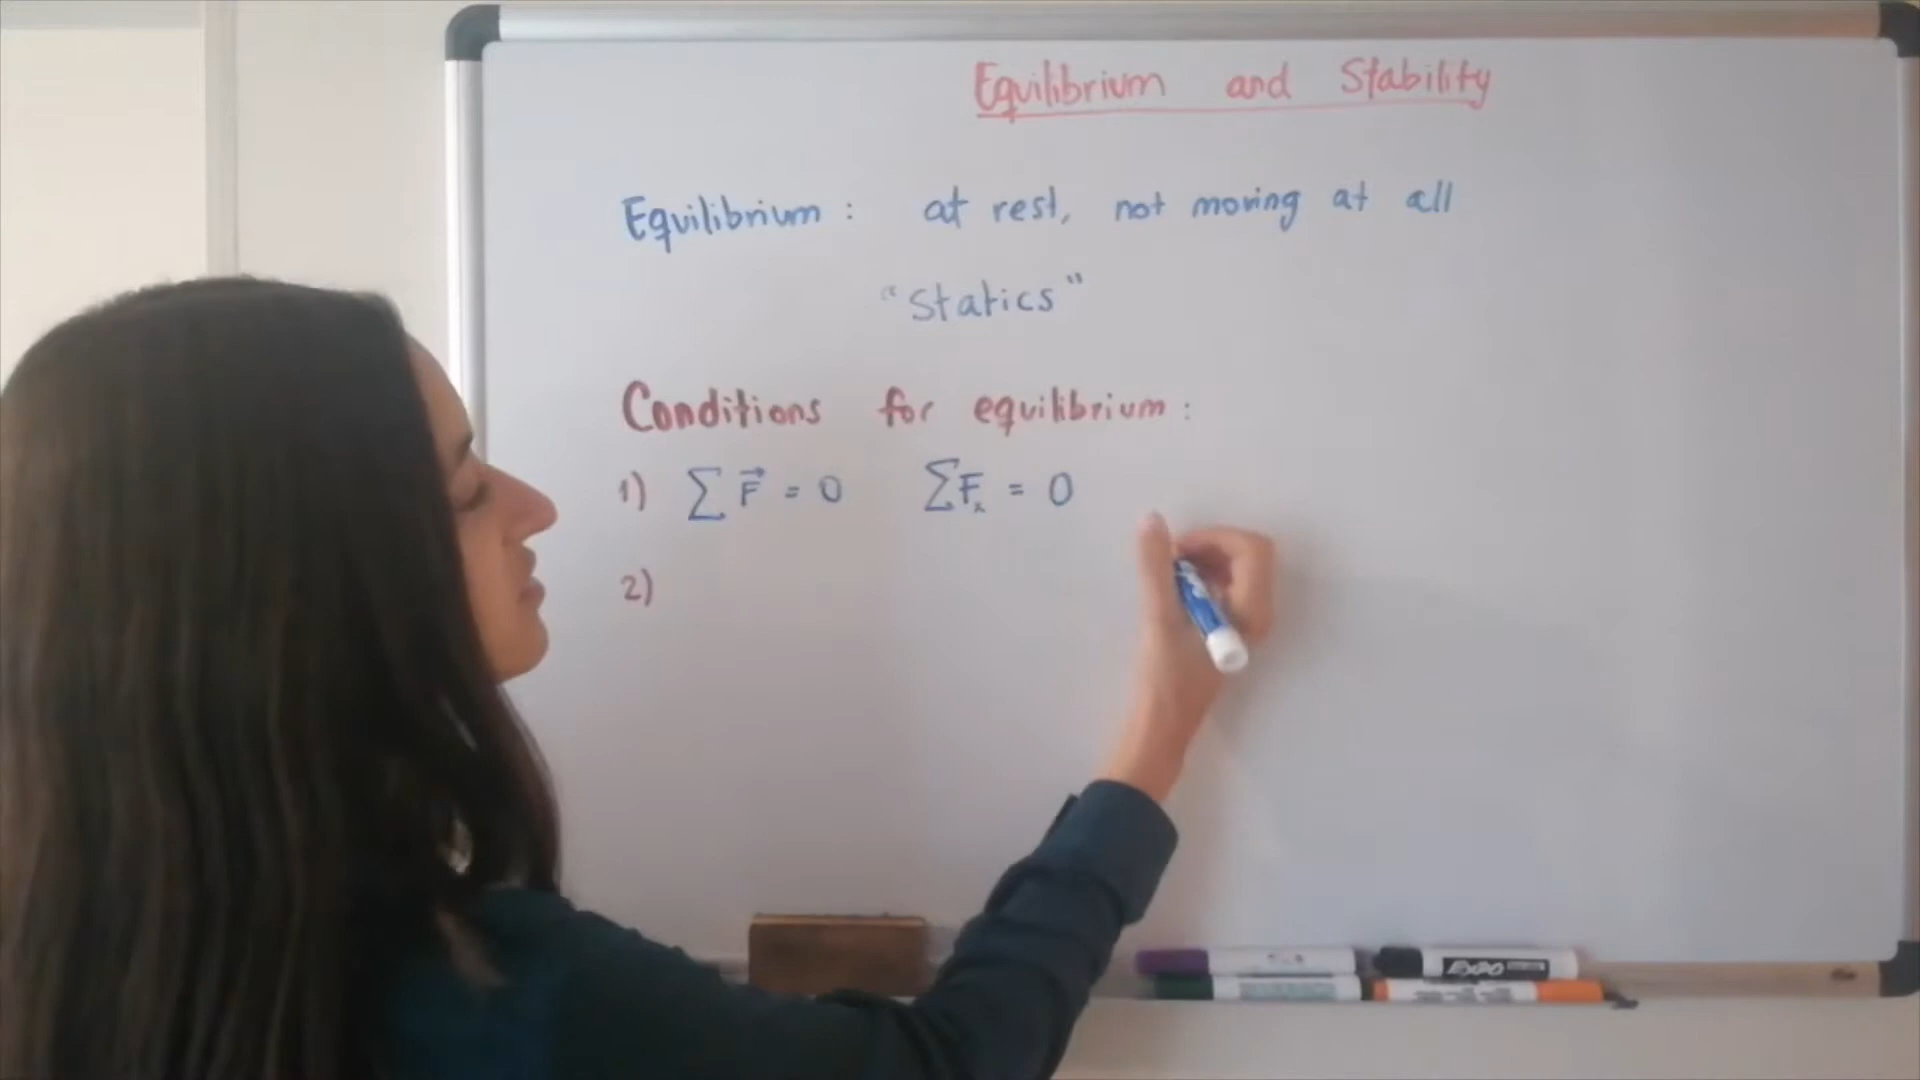 Equilibrium and Stability
Equilibrium : at rest, not moving at all
"Statics"
Conditions for equilibrium :
1) ∑ F⃗ = 0 ∑Fₓ = 0
2)
EXPO